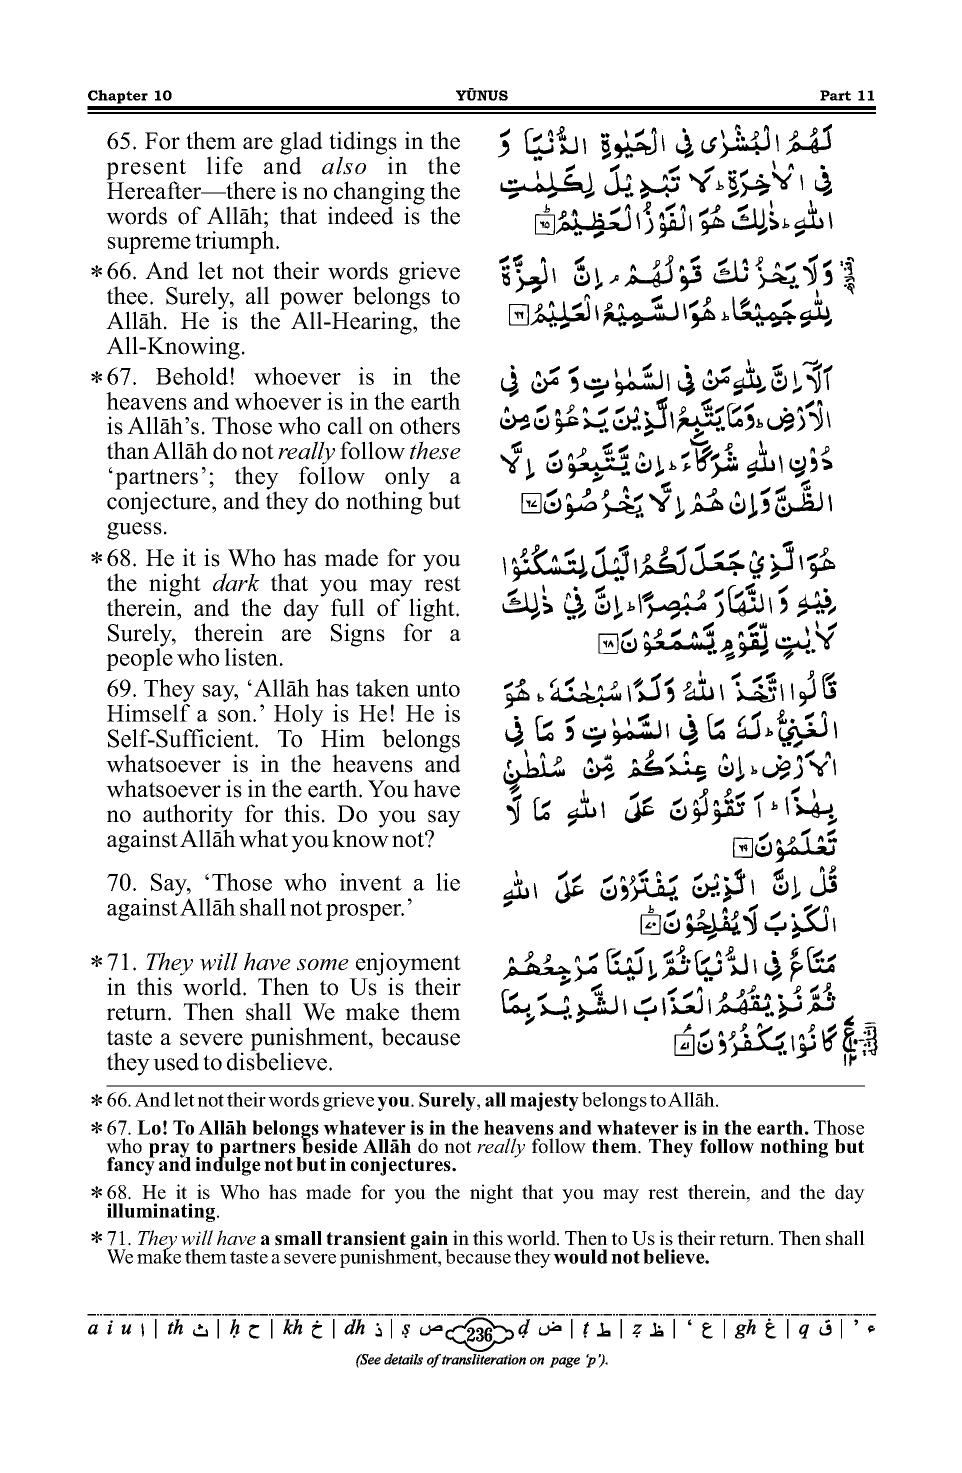 Chapter 10 YŪNUS Part 11
65. For them are glad tidings in the
present life and also in the
Hereafter—there is no changing the
words of Allāh; that indeed is the
supreme triumph.
*66. And let not their words grieve
thee. Surely, all power belongs to
Allāh. He is the All-Hearing, the
All-Knowing.
*67. Behold! whoever is in the
heavens and whoever is in the earth
is Allāh’s. Those who call on others
than Allāh do not really follow these
‘partners’; they follow only a
conjecture, and they do nothing but
guess.
*68. He it is Who has made for you
the night dark that you may rest
therein, and the day full of light.
Surely, therein are Signs for a
people who listen.
69. They say, ‘Allāh has taken unto
Himself a son.’ Holy is He! He is
Self-Sufficient. To Him belongs
whatsoever is in the heavens and
whatsoever is in the earth. You have
no authority for this. Do you say
against Allāh what you know not?
70. Say, ‘Those who invent a lie
against Allāh shall not prosper.’
*71. They will have some enjoyment
in this world. Then to Us is their
return. Then shall We make them
taste a severe punishment, because
they used to disbelieve.
لَهُمُ الْبُشْرٰى فِى الْحَيٰوةِ الدُّنْيَا وَ
فِى الْاٰخِرَةِ ؕ لَا تَبْدِيْلَ لِكَلِمٰتِ
اللّٰهِ ؕ ذٰلِكَ هُوَ الْفَوْزُ الْعَظِيْمُ ۶۵
وَلَا يَحْزُنْكَ قَوْلُهُمْ ۘ اِنَّ الْعِزَّةَ
لِلّٰهِ جَمِيْعًا ؕ هُوَ السَّمِيْعُ الْعَلِيْمُ ۶۶
اَلَاۤ اِنَّ لِلّٰهِ مَنْ فِى السَّمٰوٰتِ وَ مَنْ فِى
الْاَرْضِ ؕ وَمَا يَتَّبِعُ الَّذِيْنَ يَدْعُوْنَ مِنْ
دُوْنِ اللّٰهِ شُرَكَآءَ ؕ اِنْ يَّتَّبِعُوْنَ اِلَّا
الظَّنَّ وَاِنْ هُمْ اِلَّا يَخْرُصُوْنَ ۶۷
هُوَ الَّذِيْ جَعَلَ لَكُمُ الَّيْلَ لِتَسْكُنُوْا
فِيْهِ وَ النَّهَارَ مُبْصِرًا ؕ اِنَّ فِيْ ذٰلِكَ
لَاٰيٰتٍ لِّقَوْمٍ يَّسْمَعُوْنَ ۶۸
قَالُوا اتَّخَذَ اللّٰهُ وَلَدًا سُبْحٰنَهٗ ؕ هُوَ
الْغَنِيُّ ؕ لَهٗ مَا فِى السَّمٰوٰتِ وَ مَا فِى
الْاَرْضِ ؕ اِنْ عِنْدَكُمْ مِّنْ سُلْطٰنٍۭ
بِهٰذَا ؕ اَ تَقُوْلُوْنَ عَلَى اللّٰهِ مَا لَا
تَعْلَمُوْنَ ۶۹
قُلْ اِنَّ الَّذِيْنَ يَفْتَرُوْنَ عَلَى اللّٰهِ
الْكَذِبَ لَا يُفْلِحُوْنَ ۷۰
مَتَاعٌ فِى الدُّنْيَا ثُمَّ اِلَيْنَا مَرْجِعُهُمْ
ثُمَّ نُذِيْقُهُمُ الْعَذَابَ الشَّدِيْدَ بِمَا
كَانُوْا يَكْفُرُوْنَ ۷۱
*66. And let not their words grieve you. Surely, all majesty belongs to Allāh.
*67. Lo! To Allāh belongs whatever is in the heavens and whatever is in the earth. Those
who pray to partners beside Allāh do not really follow them. They follow nothing but
fancy and indulge not but in conjectures.
*68. He it is Who has made for you the night that you may rest therein, and the day
illuminating.
*71. They will have a small transient gain in this world. Then to Us is their return. Then shall
We make them taste a severe punishment, because they would not believe.
a i u ا | th ث | ḥ ح | kh خ | dh ذ | ṣ ص 236 ḍ ض | ṭ ط | ẓ ظ | ‘ ع | gh غ | q ق | ’ ء
(See details of transliteration on page ‘p’).